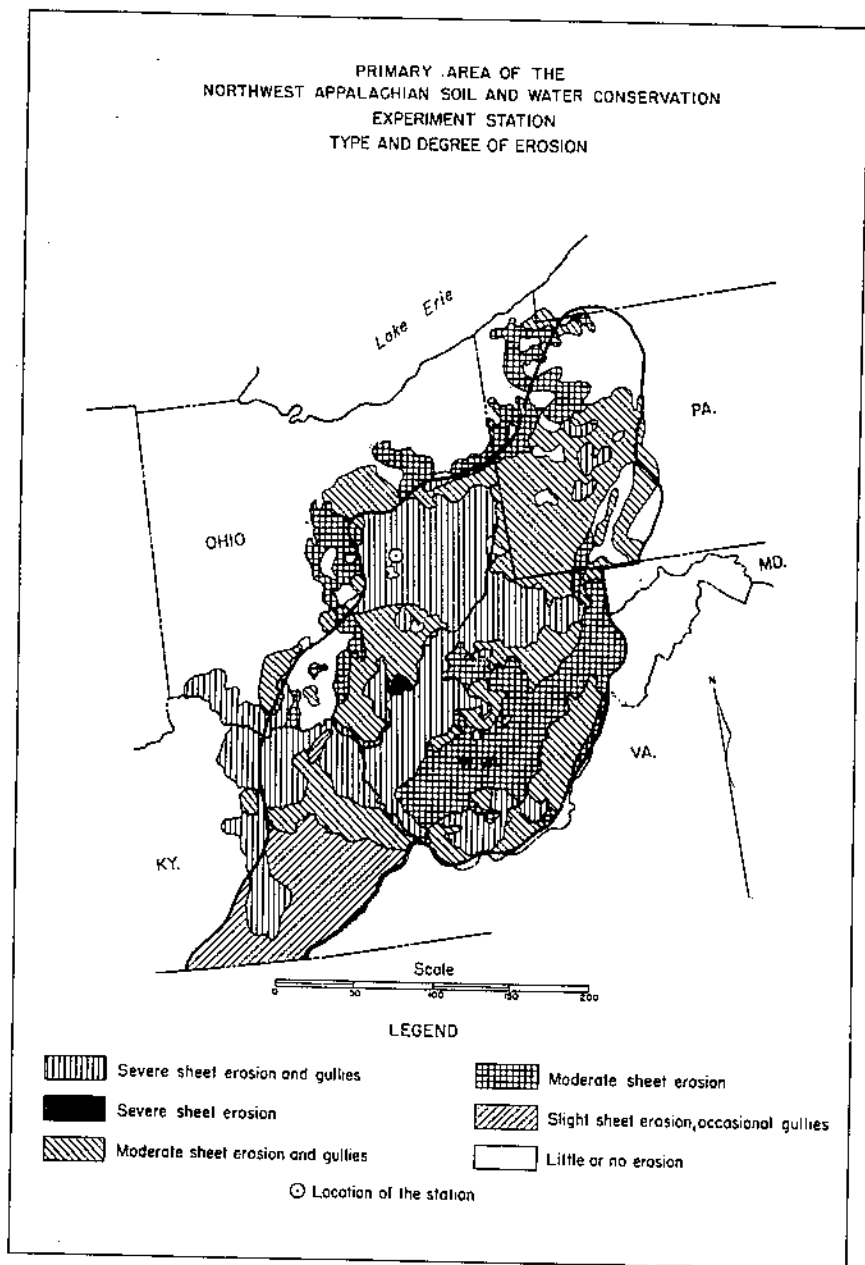 PRIMARY AREA OF THE
NORTHWEST APPALACHIAN SOIL AND WATER CONSERVATION
EXPERIMENT STATION
TYPE AND DEGREE OF EROSION
Lake Erie
PA.
OHIO
MD.
N
VA.
KY.
Scale
0 50 100 150 200
LEGEND
Severe sheet erosion and gullies
Moderate sheet erosion
Severe sheet erosion
Slight sheet erosion, occasional gullies
Moderate sheet erosion and gullies
Little or no erosion
Location of the station